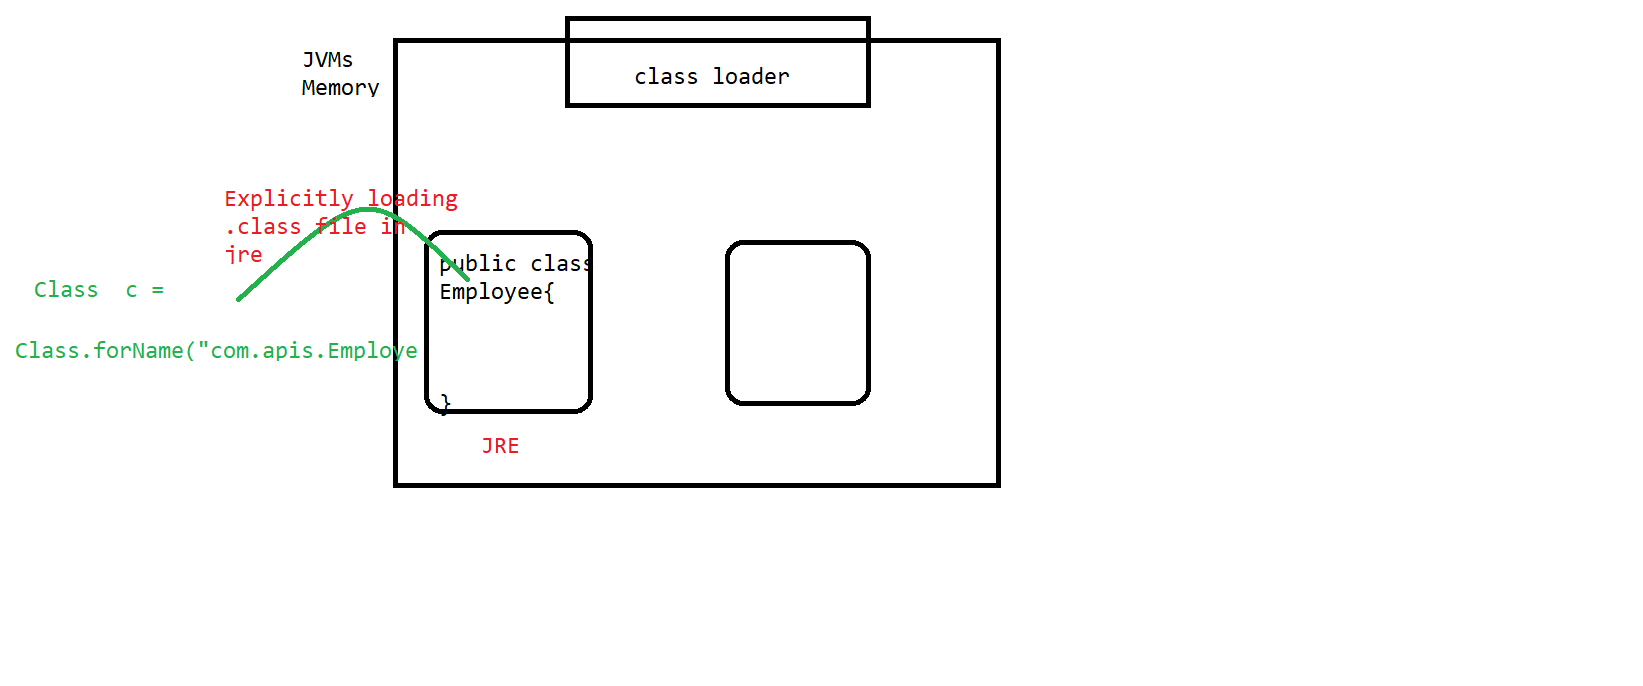 JVMs
Memory
class loader
Explicitly loading
.class file in
jre
Class  c =
Class.forName("com.apis.Employe
public class
Employee{
}
JRE